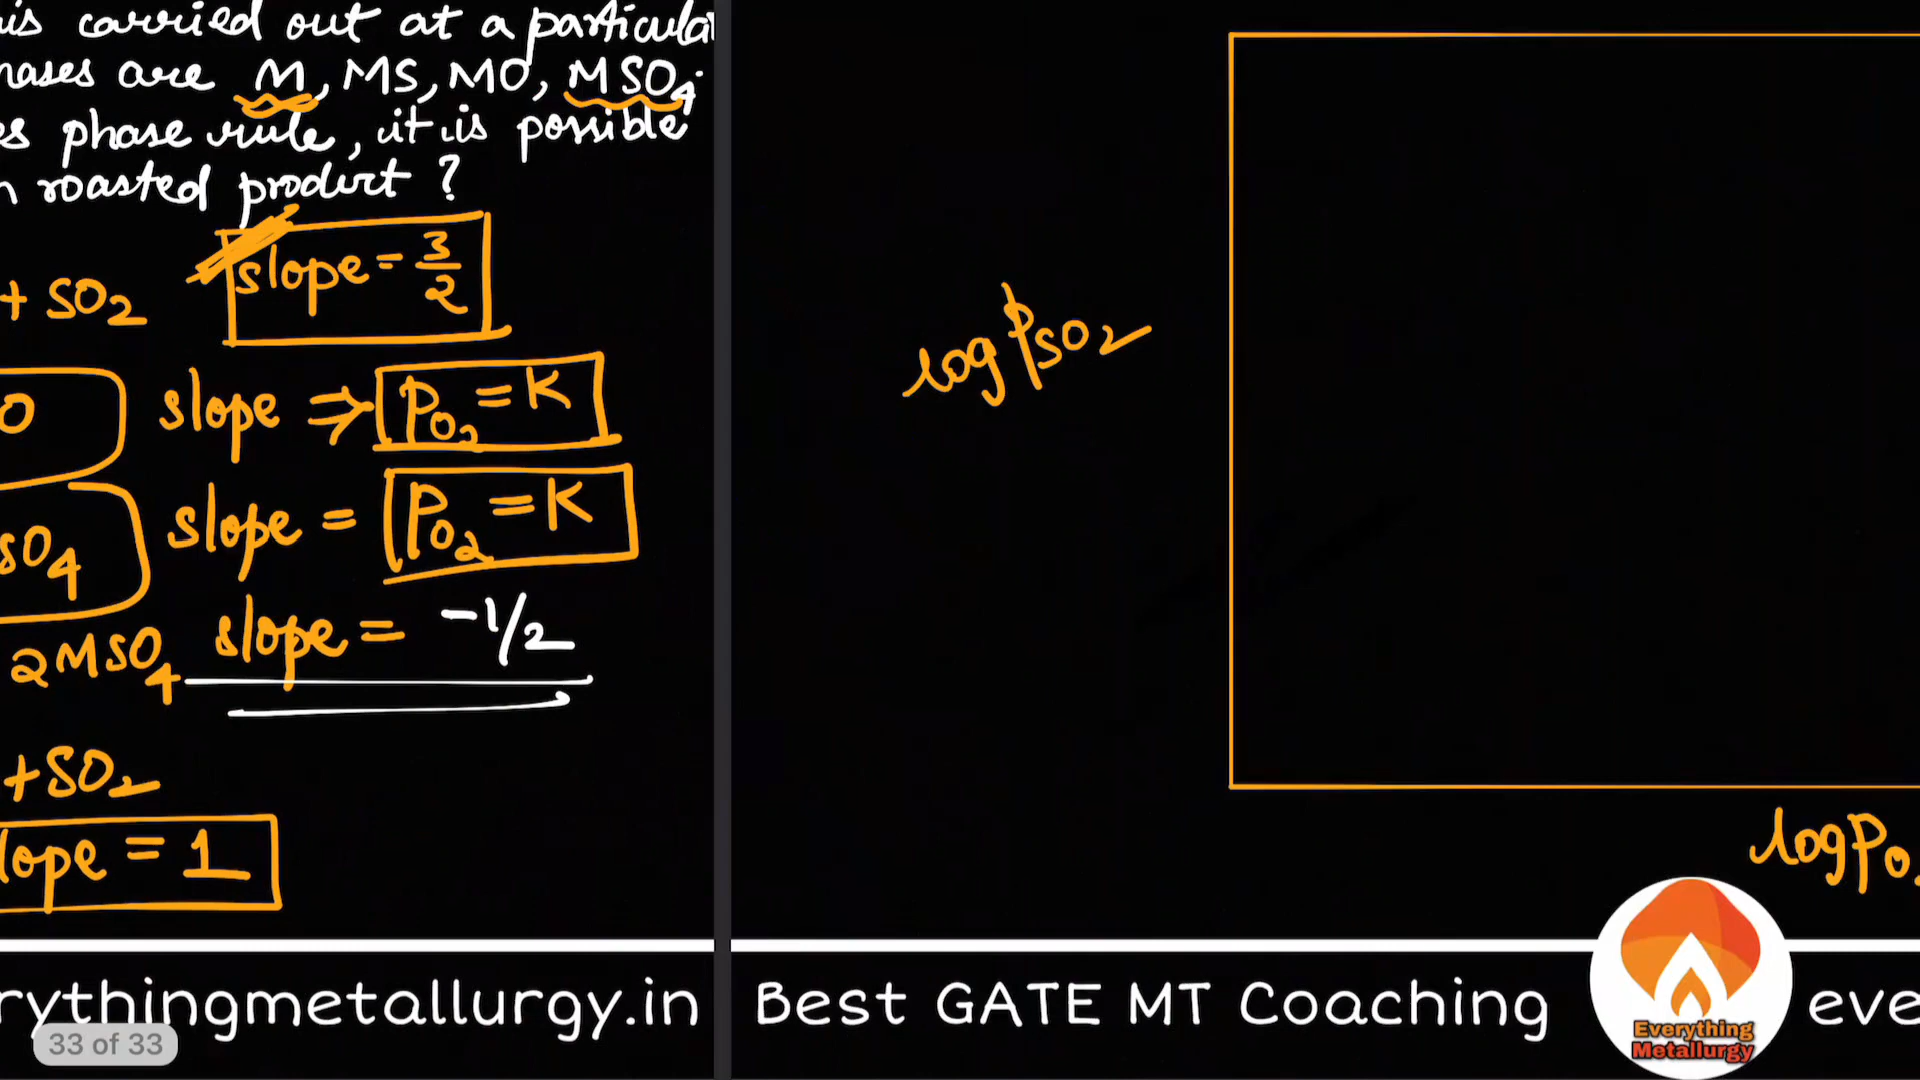 is carried out at a particular
hases are M, MS, MO, MSO4.
es phase rule, it is possible
n roasted product ?
+ SO2 slope = 3/2
O slope ⇒ PO2 = K
SO4 slope = PO2 = K
2MSO4 slope = -1/2
+ SO2
lope = 1
log PSO2
log PO2
rythingmetallurgy.in
33 of 33
Best GATE MT Coaching
Everything
Metallurgy
eve